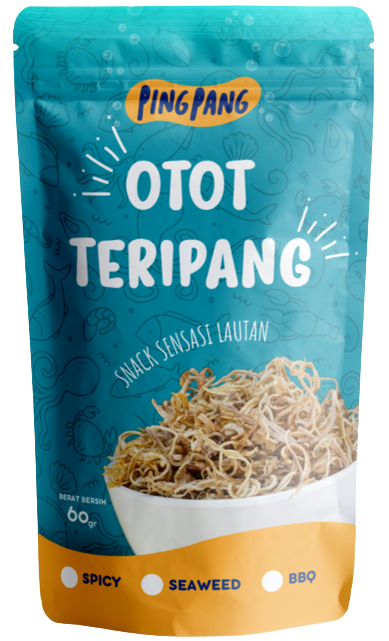 PINGPANG
OTOT
TERIPANG
SNACK SENSASI LAUTAN
BERAT BERSIH
60gr
SPICY
SEAWEED
BBQ